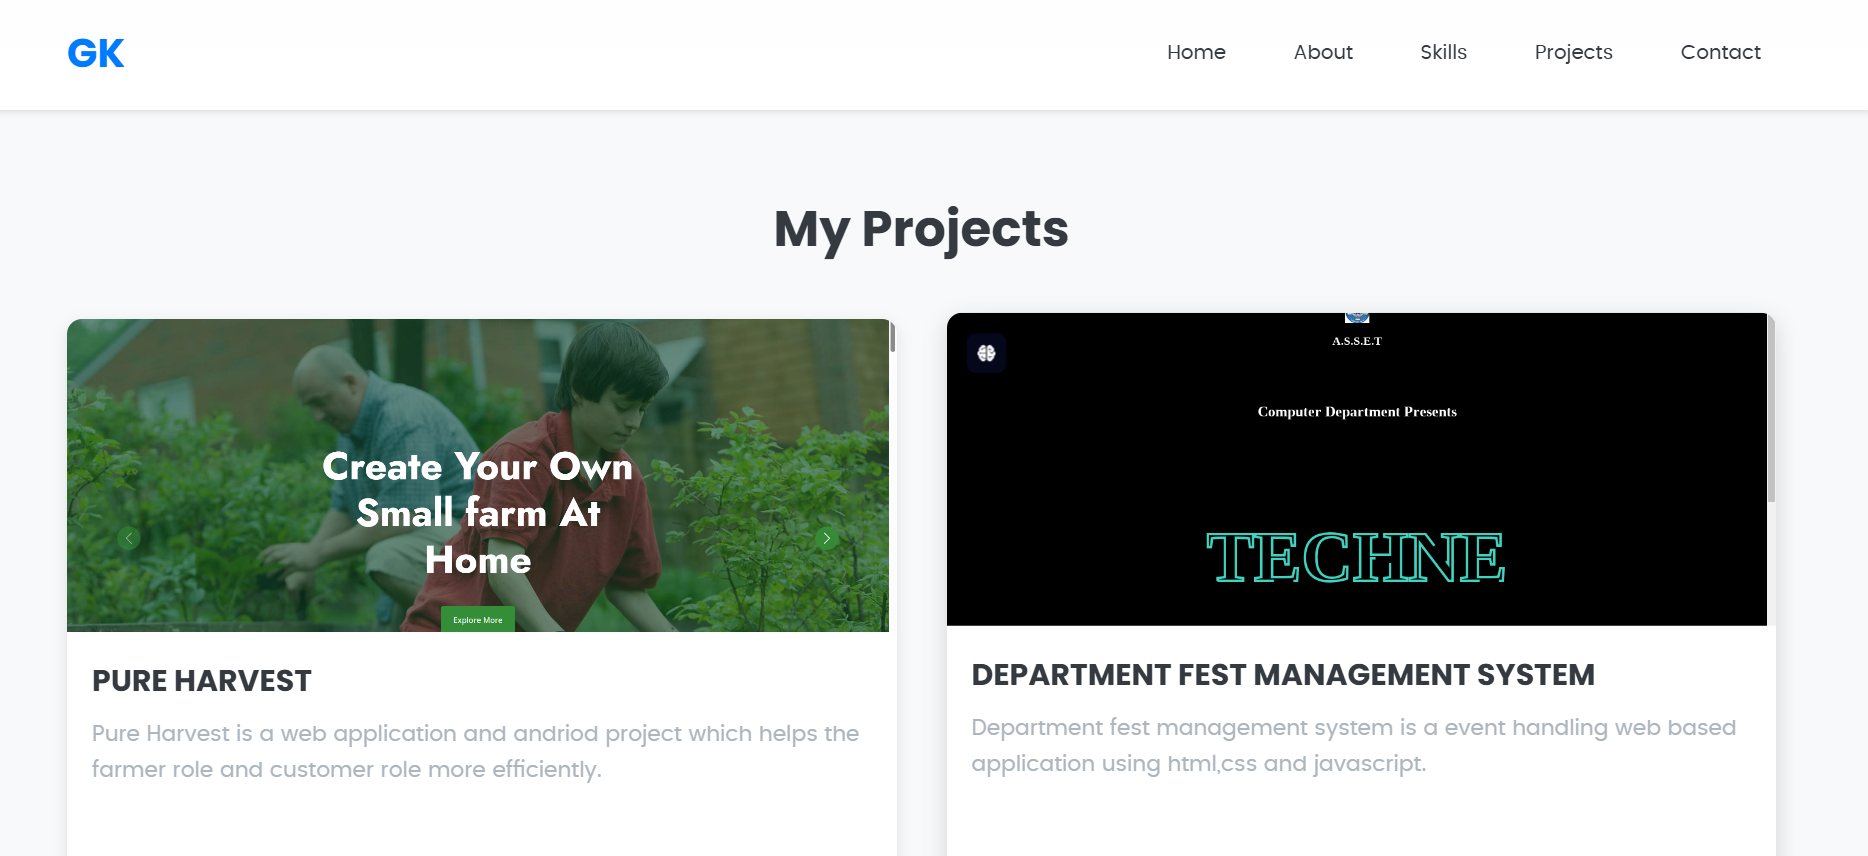 GK
Home
About
Skills
Projects
Contact
My Projects
Create Your Own
Small farm At
Home
Explore More
PURE HARVEST
Pure Harvest is a web application and andriod project which helps the
farmer role and customer role more efficiently.
A.S.S.E.T
Computer Department Presents
TECHNE
DEPARTMENT FEST MANAGEMENT SYSTEM
Department fest management system is a event handling web based
application using html,css and javascript.